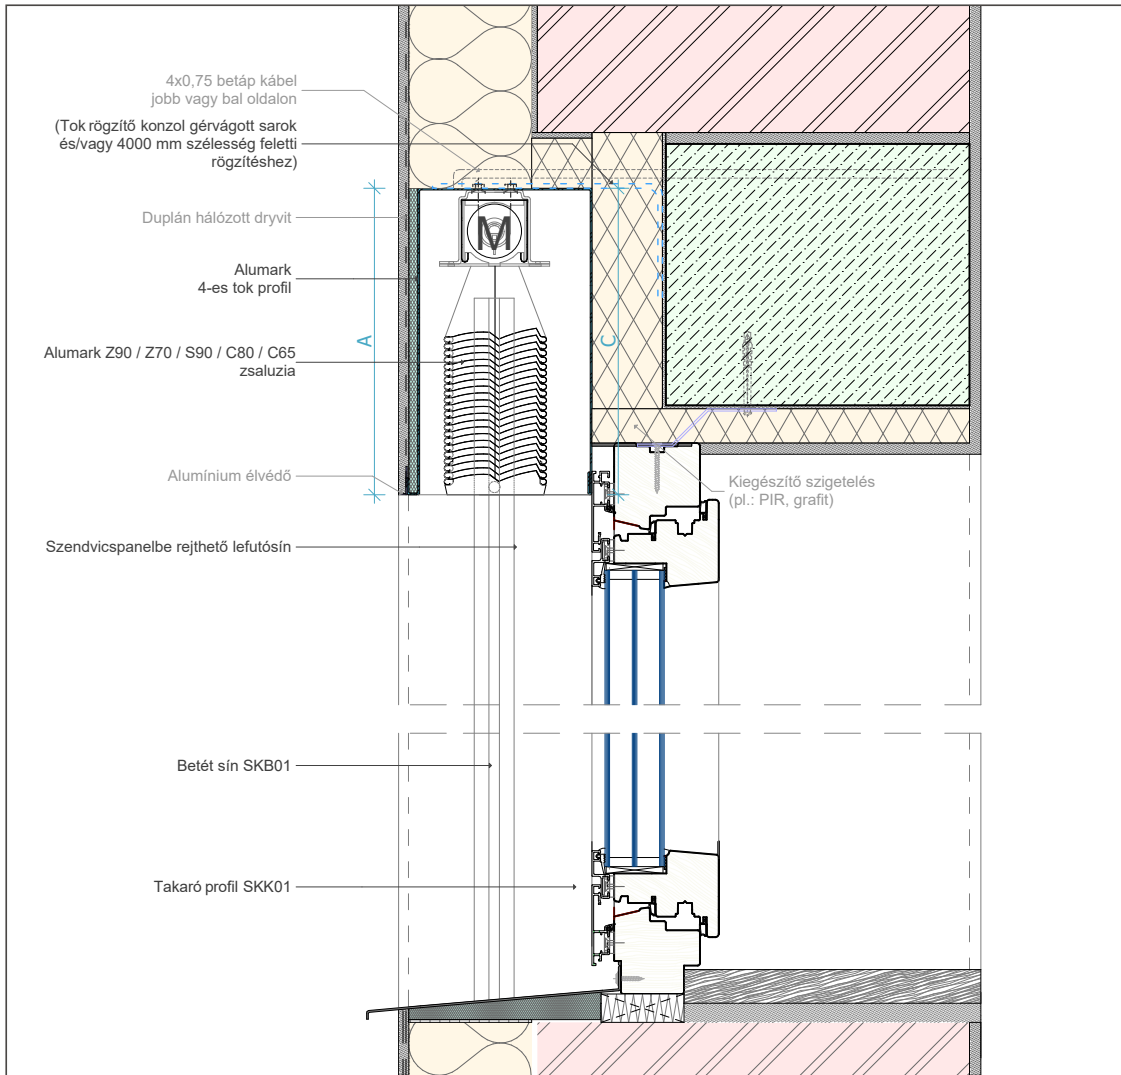 4x0,75 betáp kábel
jobb vagy bal oldalon
(Tok rögzítő konzol gérvágott sarok
és/vagy 4000 mm szélesség feletti
rögzítéshez)
M
Duplán hálózott dryvit
Alumark
4-es tok profil
A
C
Alumark Z90 / Z70 / S90 / C80 / C65
zsaluzia
Alumínium élvédő
Kiegészítő szigetelés
(pl.: PIR, grafit)
Szendvicspanelbe rejthető lefutósín
Betét sín SKB01
Takaró profil SKK01